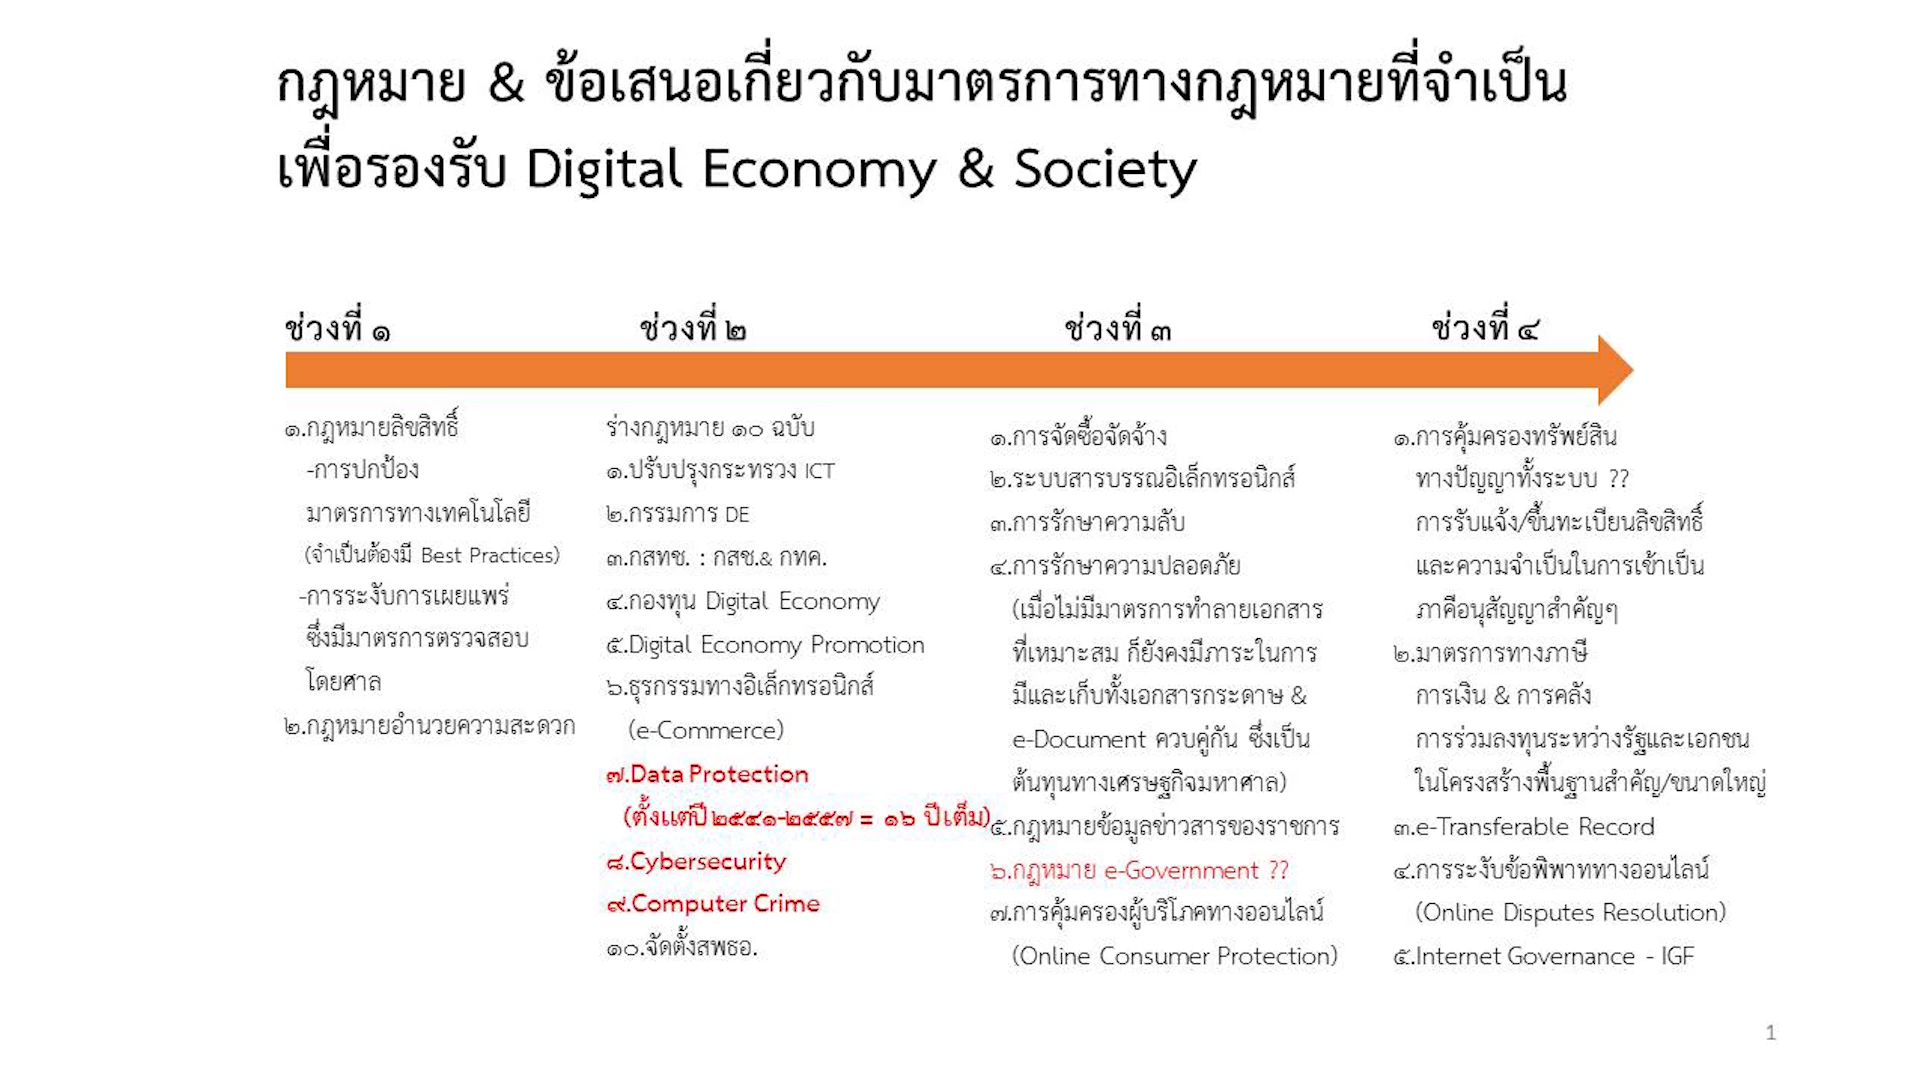 กฎหมาย & ข้อเสนอเกี่ยวกับมาตรการทางกฎหมายที่จำเป็น
เพื่อรองรับ Digital Economy & Society
ช่วงที่ ๑
๑.กฎหมายลิขสิทธิ์
-การปกป้อง
มาตรการทางเทคโนโลยี
(จำเป็นต้องมี Best Practices)
-การระงับการเผยแพร่
ซึ่งมีมาตรการตรวจสอบ
โดยศาล
๒.กฎหมายอำนวยความสะดวก
ช่วงที่ ๒
ร่างกฎหมาย ๑๐ ฉบับ
๑.ปรับปรุงกระทรวง ICT
๒.กรรมการ DE
๓.กสทช. : กสช.& กทค.
๔.กองทุน Digital Economy
๕.Digital Economy Promotion
๖.ธุรกรรมทางอิเล็กทรอนิกส์
(e-Commerce)
๗.Data Protection
(ตั้งแต่ปี ๒๕๔๑-๒๕๕๗ = ๑๖ ปีเต็ม)
๘.Cybersecurity
๙.Computer Crime
๑๐.จัดตั้งสพธอ.
ช่วงที่ ๓
๑.การจัดซื้อจัดจ้าง
๒.ระบบสารบรรณอิเล็กทรอนิกส์
๓.การรักษาความลับ
๔.การรักษาความปลอดภัย
(เมื่อไม่มีมาตรการทำลายเอกสาร
ที่เหมาะสม ก็ยังคงมีภาระในการ
มีและเก็บทั้งเอกสารกระดาษ &
e-Document ควบคู่กัน ซึ่งเป็น
ต้นทุนทางเศรษฐกิจมหาศาล)
๕.กฎหมายข้อมูลข่าวสารของราชการ
๖.กฎหมาย e-Government ??
๗.การคุ้มครองผู้บริโภคทางออนไลน์
(Online Consumer Protection)
ช่วงที่ ๔
๑.การคุ้มครองทรัพย์สิน
ทางปัญญาทั้งระบบ ??
การรับแจ้ง/ขึ้นทะเบียนลิขสิทธิ์
และความจำเป็นในการเข้าเป็น
ภาคีอนุสัญญาสำคัญๆ
๒.มาตรการทางภาษี
การเงิน & การคลัง
การร่วมลงทุนระหว่างรัฐและเอกชน
ในโครงสร้างพื้นฐานสำคัญ/ขนาดใหญ่
๓.e-Transferable Record
๔.การระงับข้อพิพาททางออนไลน์
(Online Disputes Resolution)
๕.Internet Governance - IGF
1